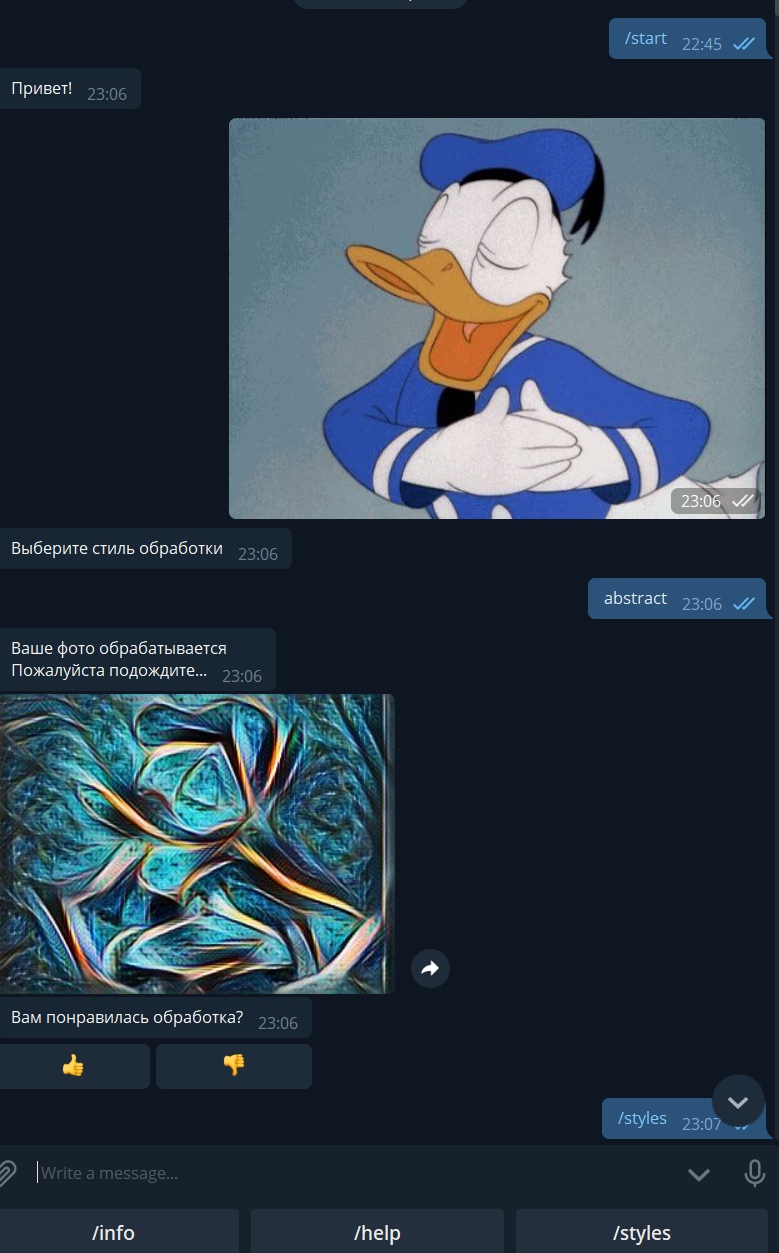 /start 22:45
Привет! 23:06
23:06
Выберите стиль обработки 23:06
abstract 23:06
Ваше фото обрабатывается
Пожалуйста подождите... 23:06
Вам понравилась обработка? 23:06
/styles 23:07
Write a message...
/info /help /styles